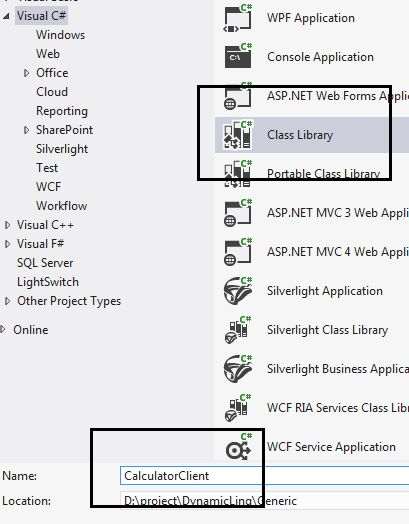 Visual C#
Windows
Web
Office
Cloud
Reporting
SharePoint
Silverlight
Test
WCF
Workflow
Visual C++
Visual F#
SQL Server
LightSwitch
Other Project Types
Online
WPF Application
Console Application
ASP.NET Web Forms Applic
Class Library
Portable Class Library
ASP.NET MVC 3 Web Appli
ASP.NET MVC 4 Web Appli
Silverlight Application
Silverlight Class Library
Silverlight Business Applica
WCF RIA Services Class Lib
WCF Service Application
Name: CalculatorClient
Location: D:\project\DynamicLinq\Generic